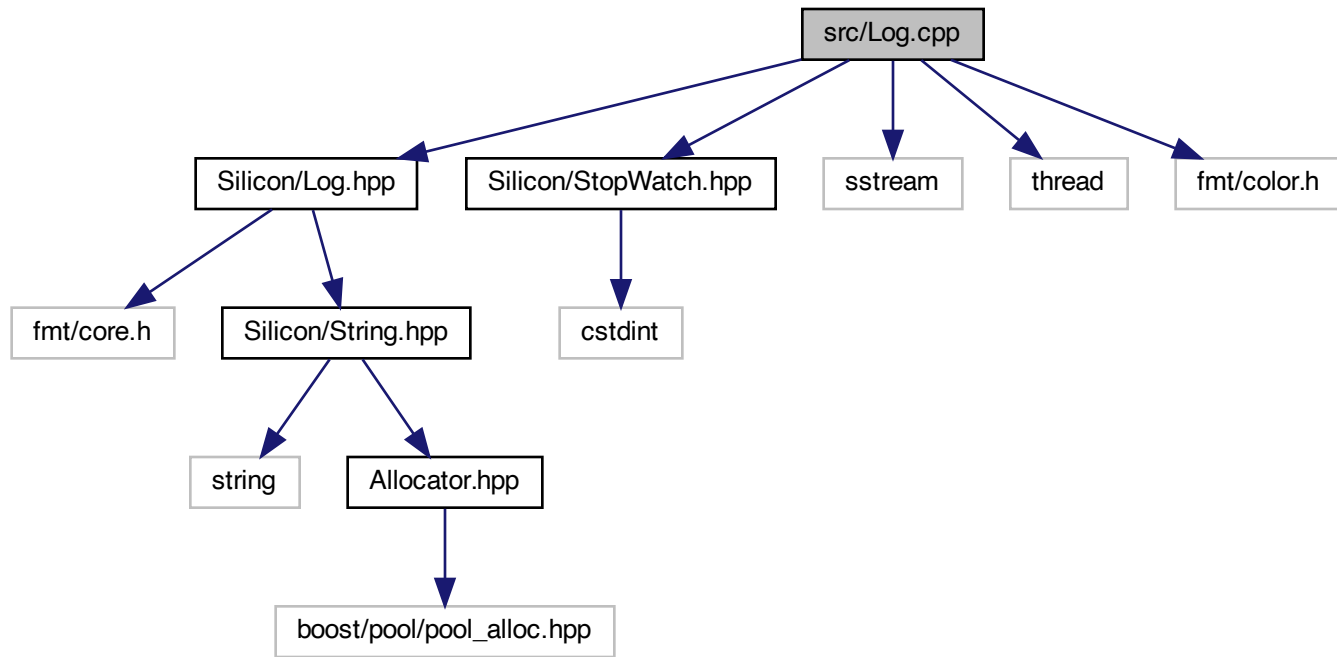 src/Log.cpp
Silicon/Log.hpp
Silicon/StopWatch.hpp
sstream
thread
fmt/color.h
fmt/core.h
Silicon/String.hpp
cstdint
string
Allocator.hpp
boost/pool/pool_alloc.hpp